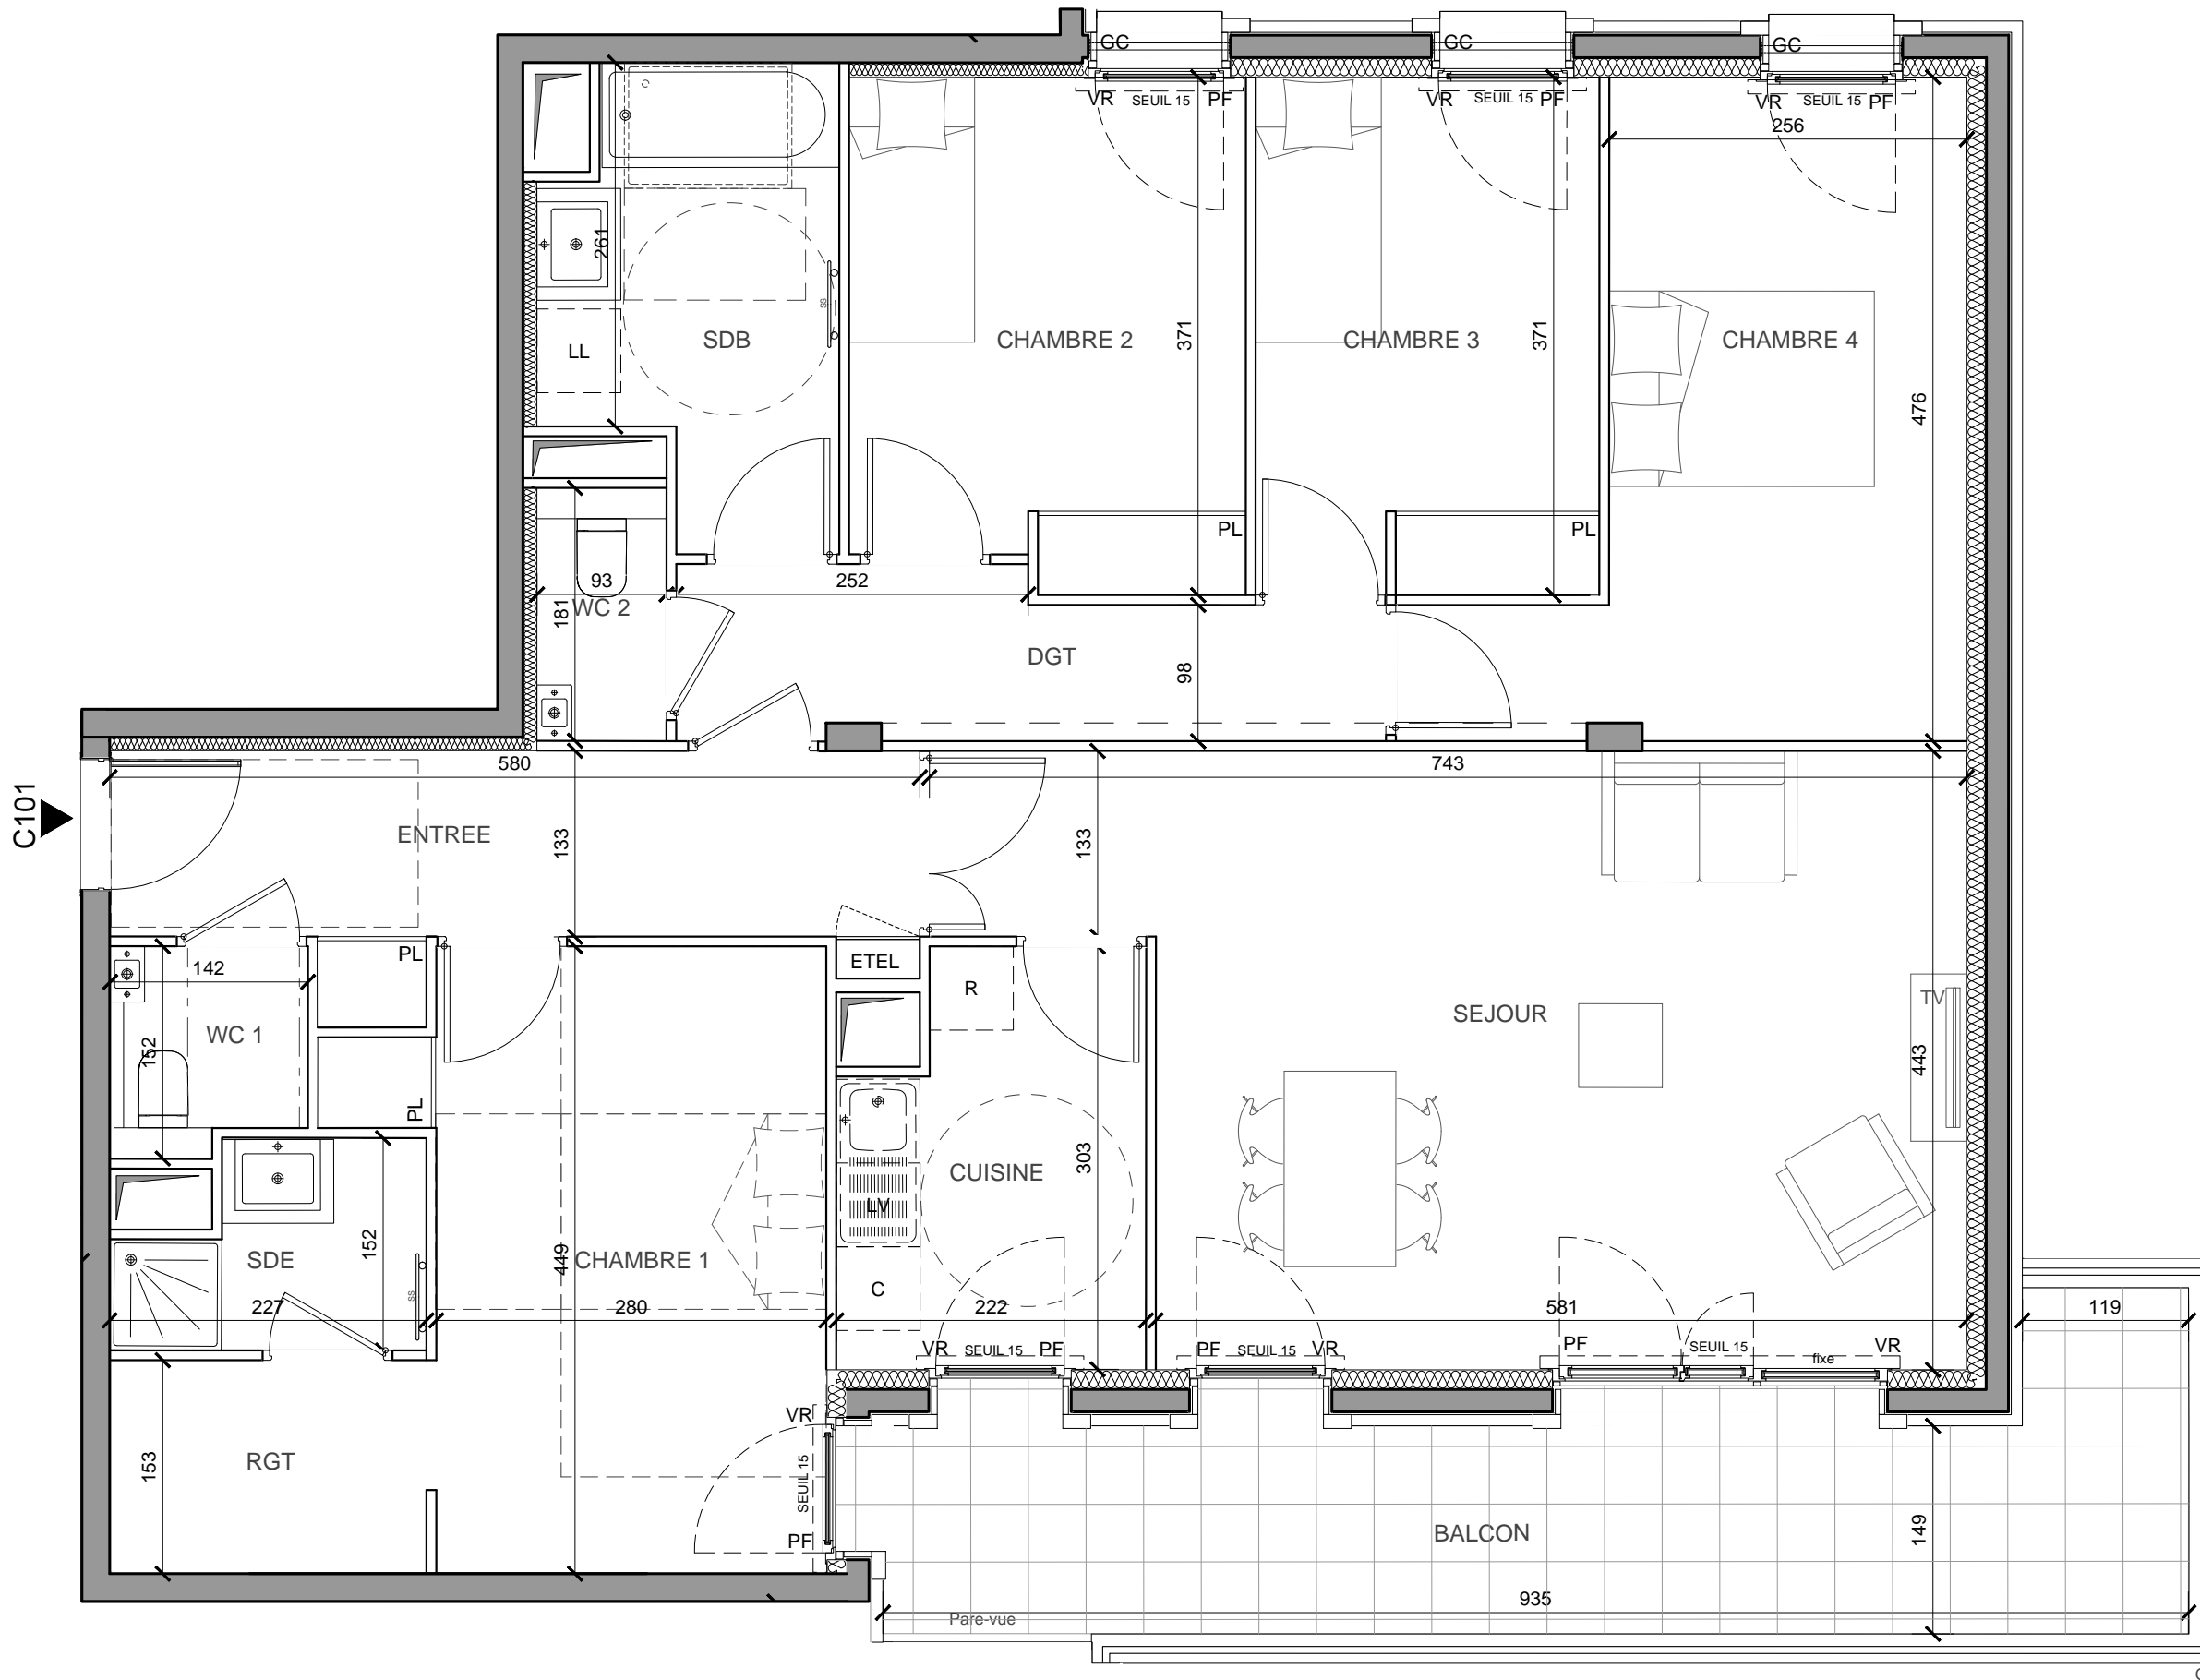 GC
GC
GC
VR SEUIL 15 PF
VR SEUIL 15 PF
VR SEUIL 15 PF
256
261
SS
LL
SDB
CHAMBRE 2
371
CHAMBRE 3
371
CHAMBRE 4
476
PL
PL
93
252
181
WC 2
DGT
98
580
743
C101
ENTREE
133
133
PL
ETEL
142
R
WC 1
152
SEJOUR
TV
443
PL
CUISINE
303
LV
152
SDE
449
CHAMBRE 1
SS
C
227
280
222
581
119
VR SEUIL 15 PF
PF SEUIL 15 VR
PF SEUIL 15 VR
fixe
VR
SEUIL 15
PF
153
RGT
BALCON
149
935
Pare-vue